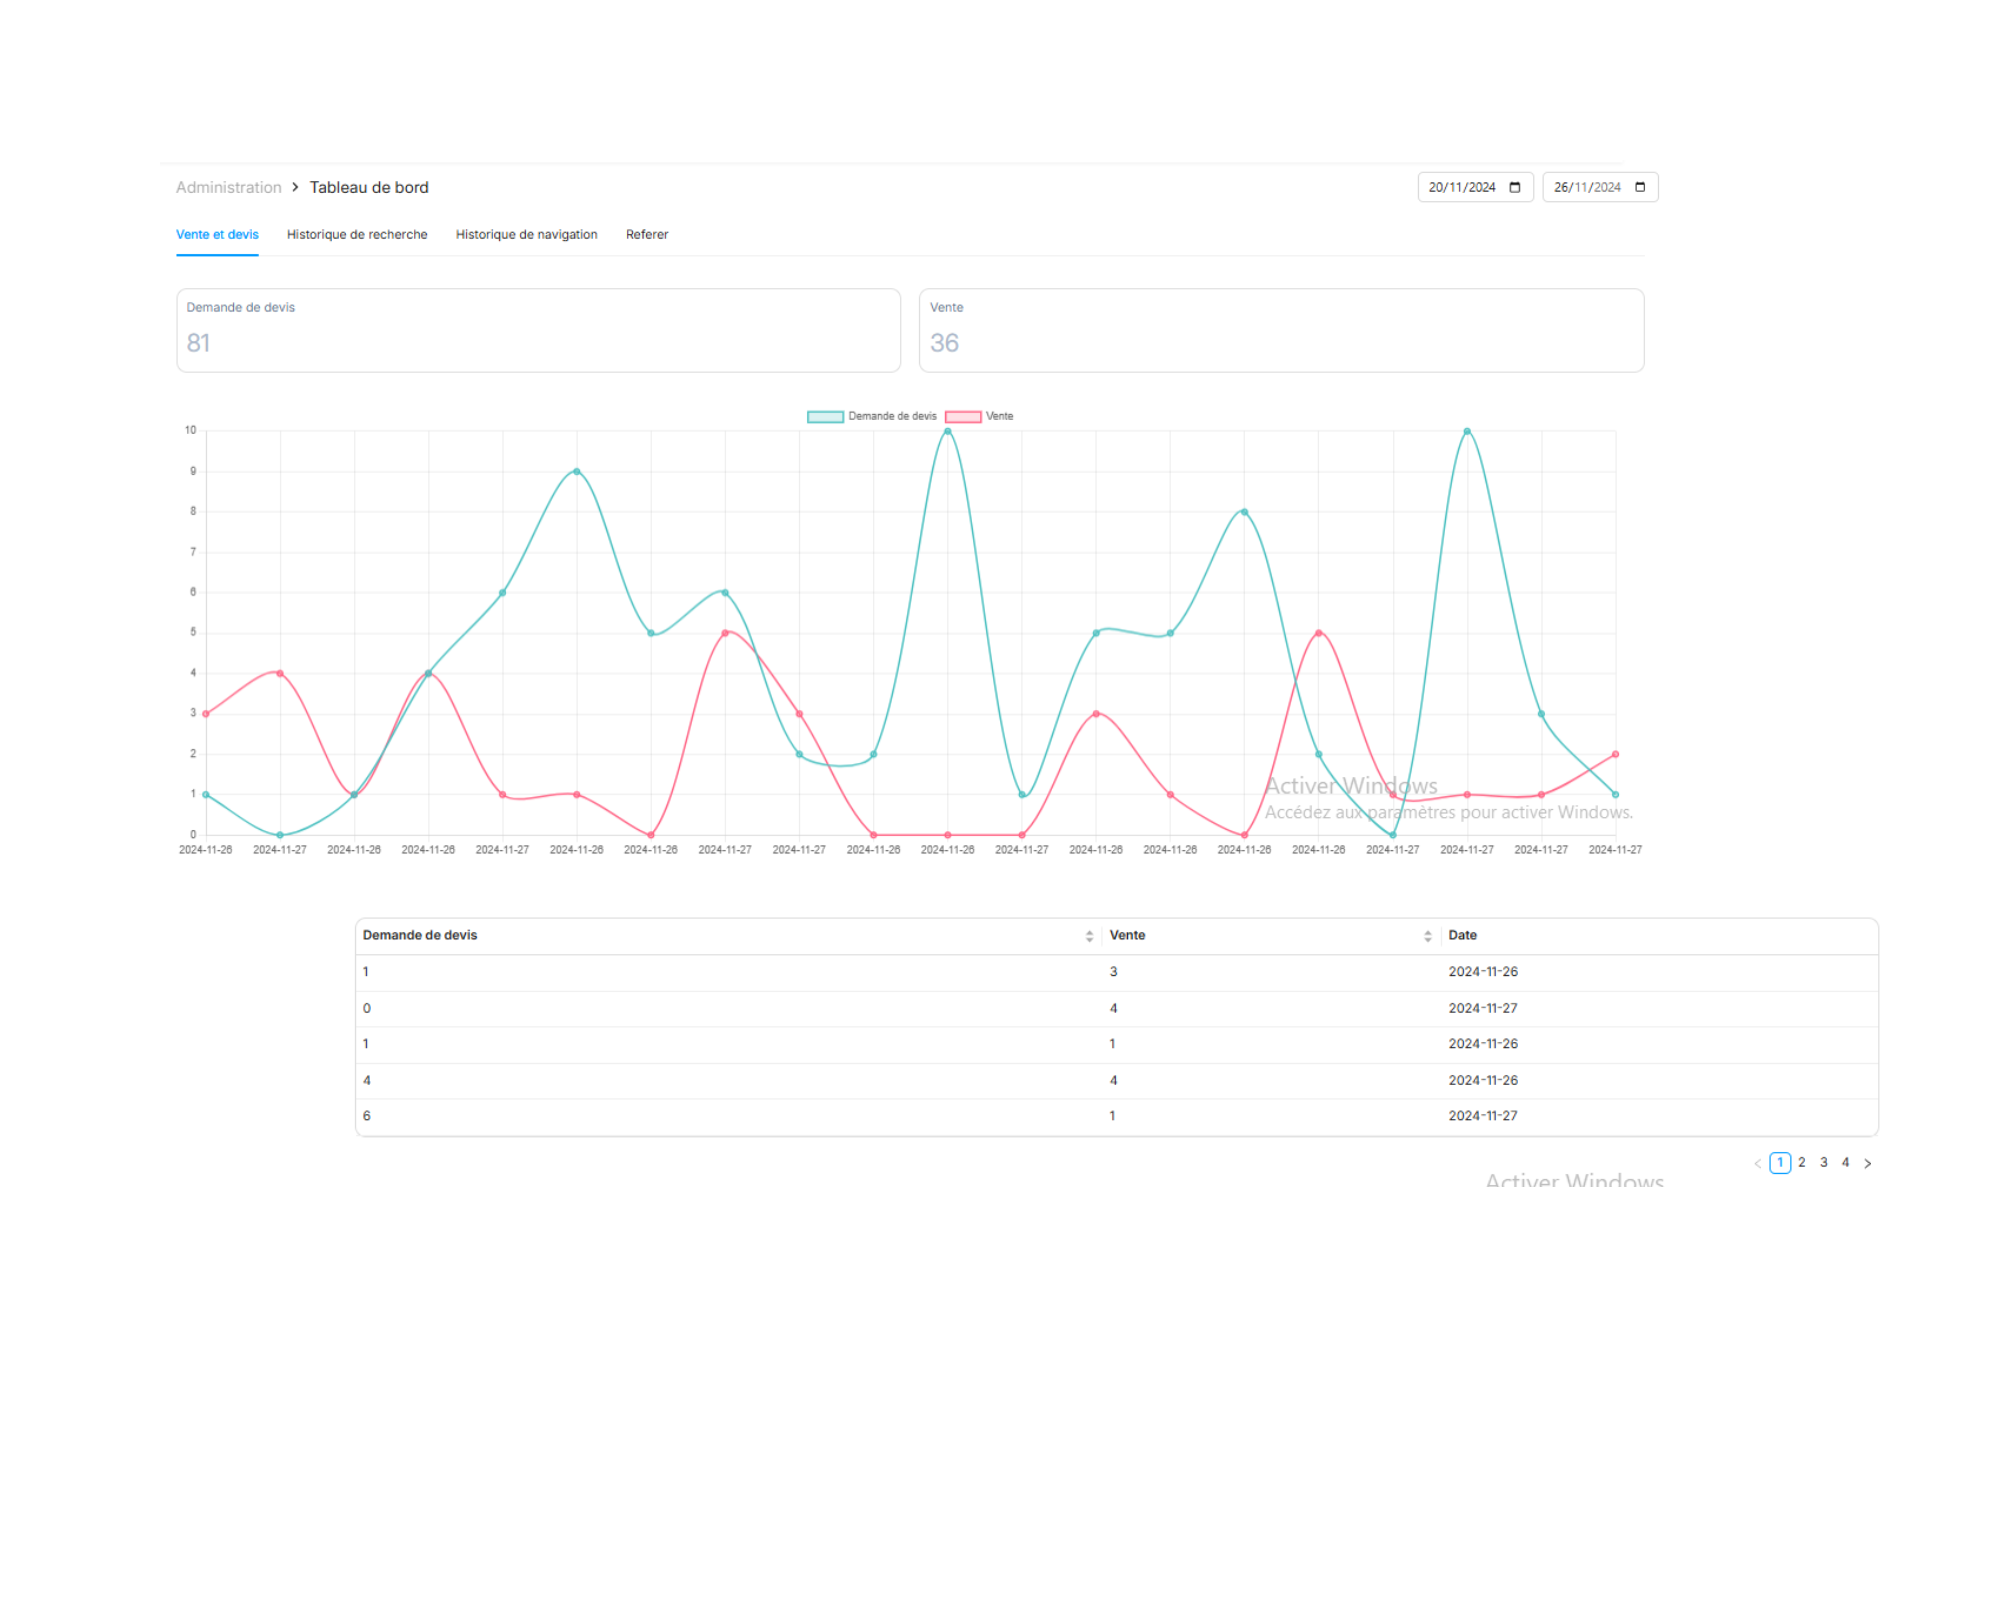 Administration > Tableau de bord 20/11/2024 26/11/2024
Vente et devis Historique de recherche Historique de navigation Referer
Demande de devis Vente
81 36
Demande de devis Vente
10
9
8
7
6
5
4
3
2
1
0
2024-11-26 2024-11-27 2024-11-26 2024-11-26 2024-11-27 2024-11-26 2024-11-26 2024-11-27 2024-11-27 2024-11-26 2024-11-26 2024-11-27 2024-11-26 2024-11-26 2024-11-26 2024-11-26 2024-11-27 2024-11-27 2024-11-27 2024-11-27
Activer Windows
Accédez aux paramètres pour activer Windows.
Demande de devis Vente Date
1 3 2024-11-26
0 4 2024-11-27
1 1 2024-11-26
4 4 2024-11-26
6 1 2024-11-27
< 1 2 3 4 >
Activer Windows